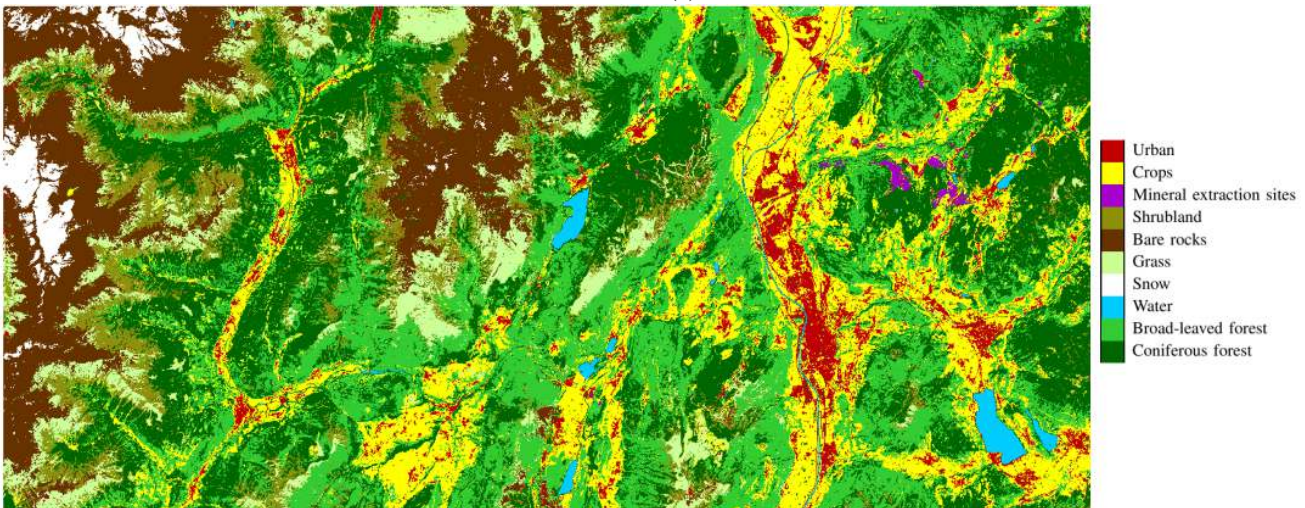 Urban
Crops
Mineral extraction sites
Shrubland
Bare rocks
Grass
Snow
Water
Broad-leaved forest
Coniferous forest